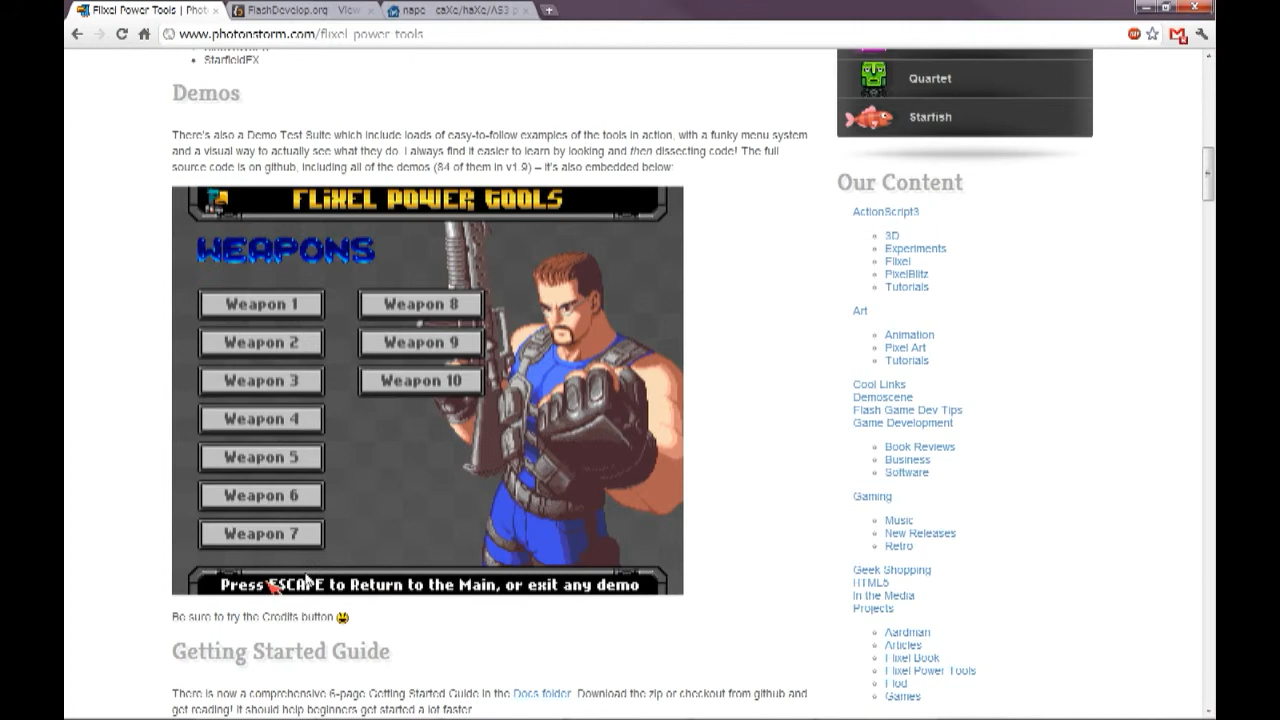 Flixel Power Tools | Phot
FlashDevelop.org - View
nape - caXe/haXe/AS3 p
www.photonstorm.com/flixel-power-tools
StarfieldFX
Demos
There's also a Demo Test Suite which include loads of easy-to-follow examples of the tools in action, with a funky menu system
and a visual way to actually see what they do. I always find it easier to learn by looking and then dissecting code! The full
source code is on github, including all of the demos (84 of them in v1.9) – it's also embedded below:
FLIXEL POWER TOOLS
WEAPONS
Weapon 1
Weapon 2
Weapon 3
Weapon 4
Weapon 5
Weapon 6
Weapon 7
Weapon 8
Weapon 9
Weapon 10
Press ESCAPE to Return to the Main, or exit any demo
Be sure to try the Credits button
Getting Started Guide
There is now a comprehensive 6-page Getting Started Guide in the Docs folder. Download the zip or checkout from github and
get reading! It should help beginners get started a lot faster
Quartet
Starfish
Our Content
ActionScript3
3D
Experiments
Flixel
PixelBlitz
Tutorials
Art
Animation
Pixel Art
Tutorials
Cool Links
Demoscene
Flash Game Dev Tips
Game Development
Book Reviews
Business
Software
Gaming
Music
New Releases
Retro
Geek Shopping
HTML5
In the Media
Projects
Aardman
Articles
Flixel Book
Flixel Power Tools
Flod
Games